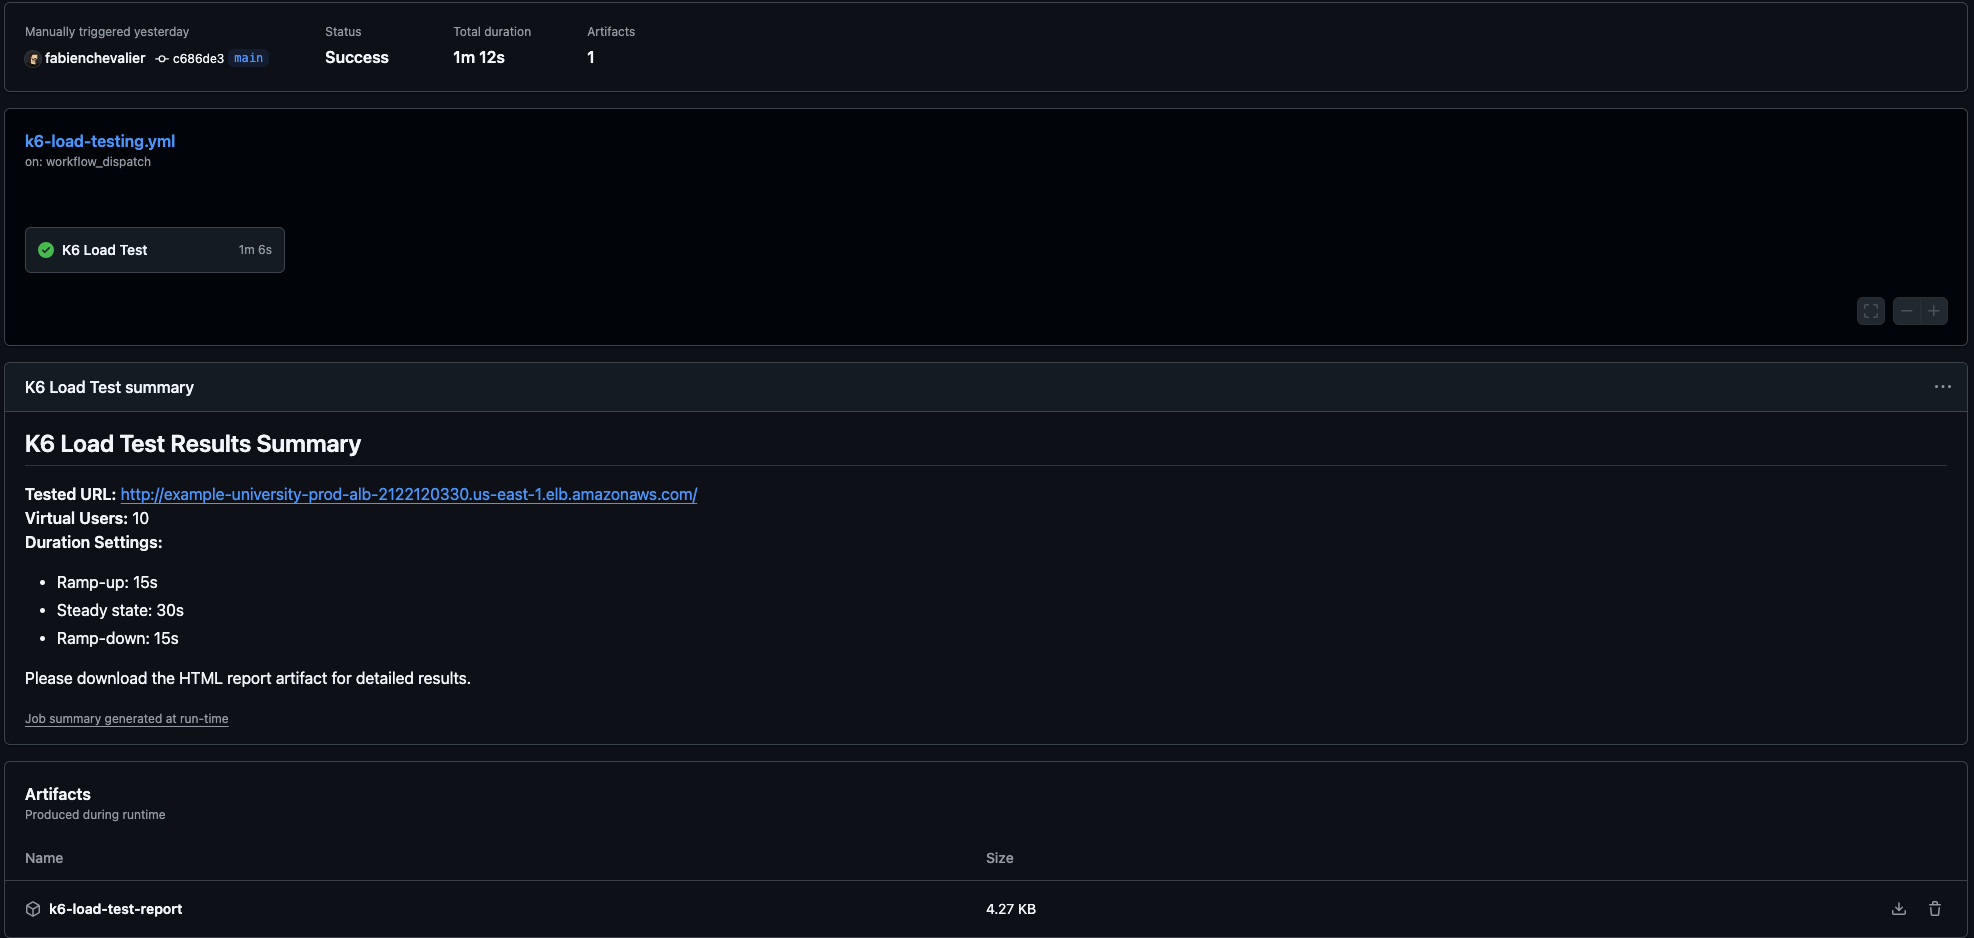 Manually triggered yesterday
fabienchevalier c686de3 main
Status
Success
Total duration
1m 12s
Artifacts
1
k6-load-testing.yml
on: workflow_dispatch
K6 Load Test 1m 6s
K6 Load Test summary
K6 Load Test Results Summary
Tested URL: http://example-university-prod-alb-2122120330.us-east-1.elb.amazonaws.com/
Virtual Users: 10
Duration Settings:
• Ramp-up: 15s
• Steady state: 30s
• Ramp-down: 15s
Please download the HTML report artifact for detailed results.
Job summary generated at run-time
Artifacts
Produced during runtime
Name Size
k6-load-test-report 4.27 KB